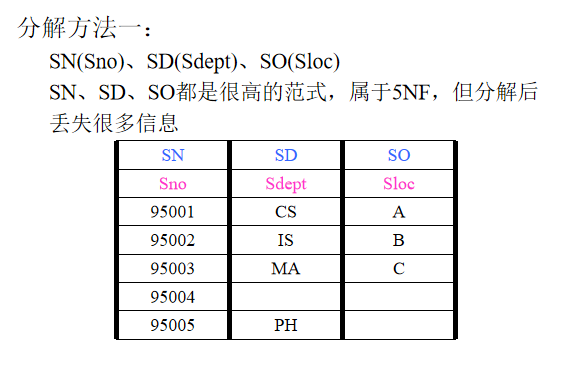 分解方法一：
SN(Sno)、SD(Sdept)、SO(Sloc)
SN、SD、SO都是很高的范式，属于5NF，但分解后
丢失很多信息
SN SD SO
Sno Sdept Sloc
95001 CS A
95002 IS B
95003 MA C
95004
95005 PH